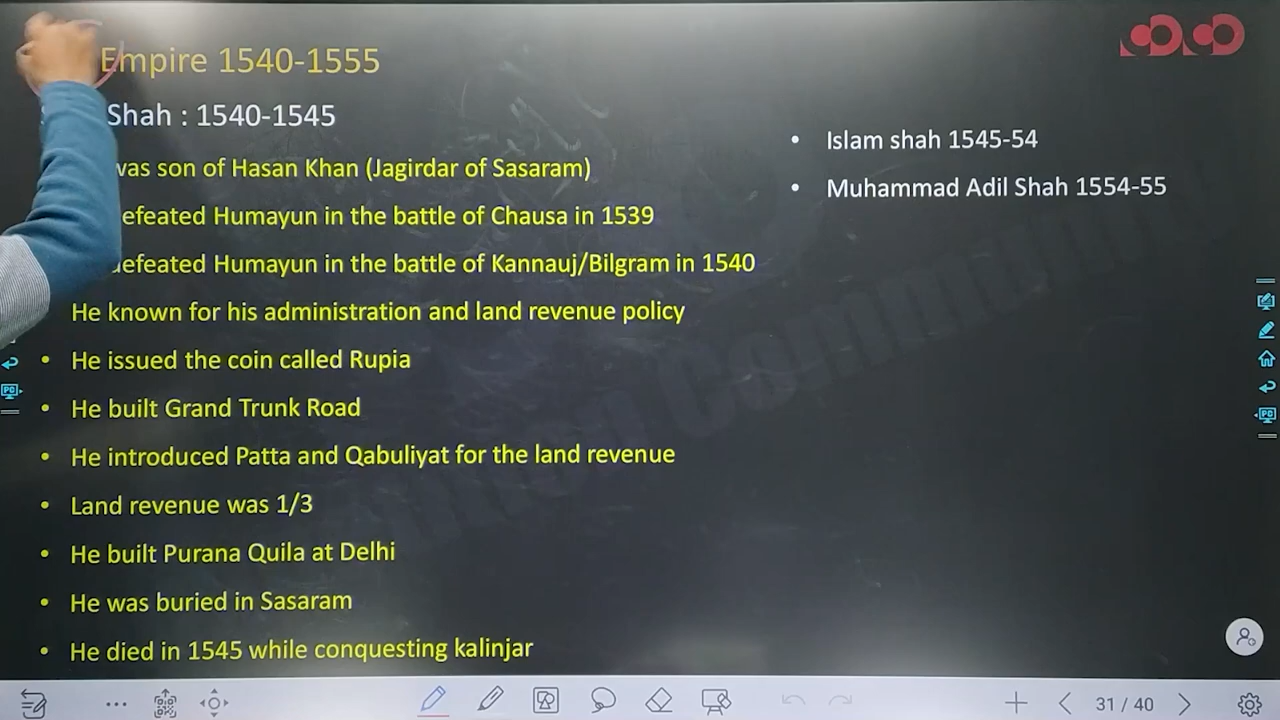 Empire 1540-1555
Shah : 1540-1545
was son of Hasan Khan (Jagirdar of Sasaram)
defeated Humayun in the battle of Chausa in 1539
defeated Humayun in the battle of Kannauj/Bilgram in 1540
He known for his administration and land revenue policy
• He issued the coin called Rupia
• He built Grand Trunk Road
• He introduced Patta and Qabuliyat for the land revenue
• Land revenue was 1/3
• He built Purana Quila at Delhi
• He was buried in Sasaram
• He died in 1545 while conquesting kalinjar
• Islam shah 1545-54
• Muhammad Adil Shah 1554-55
PC
PC
31 / 40